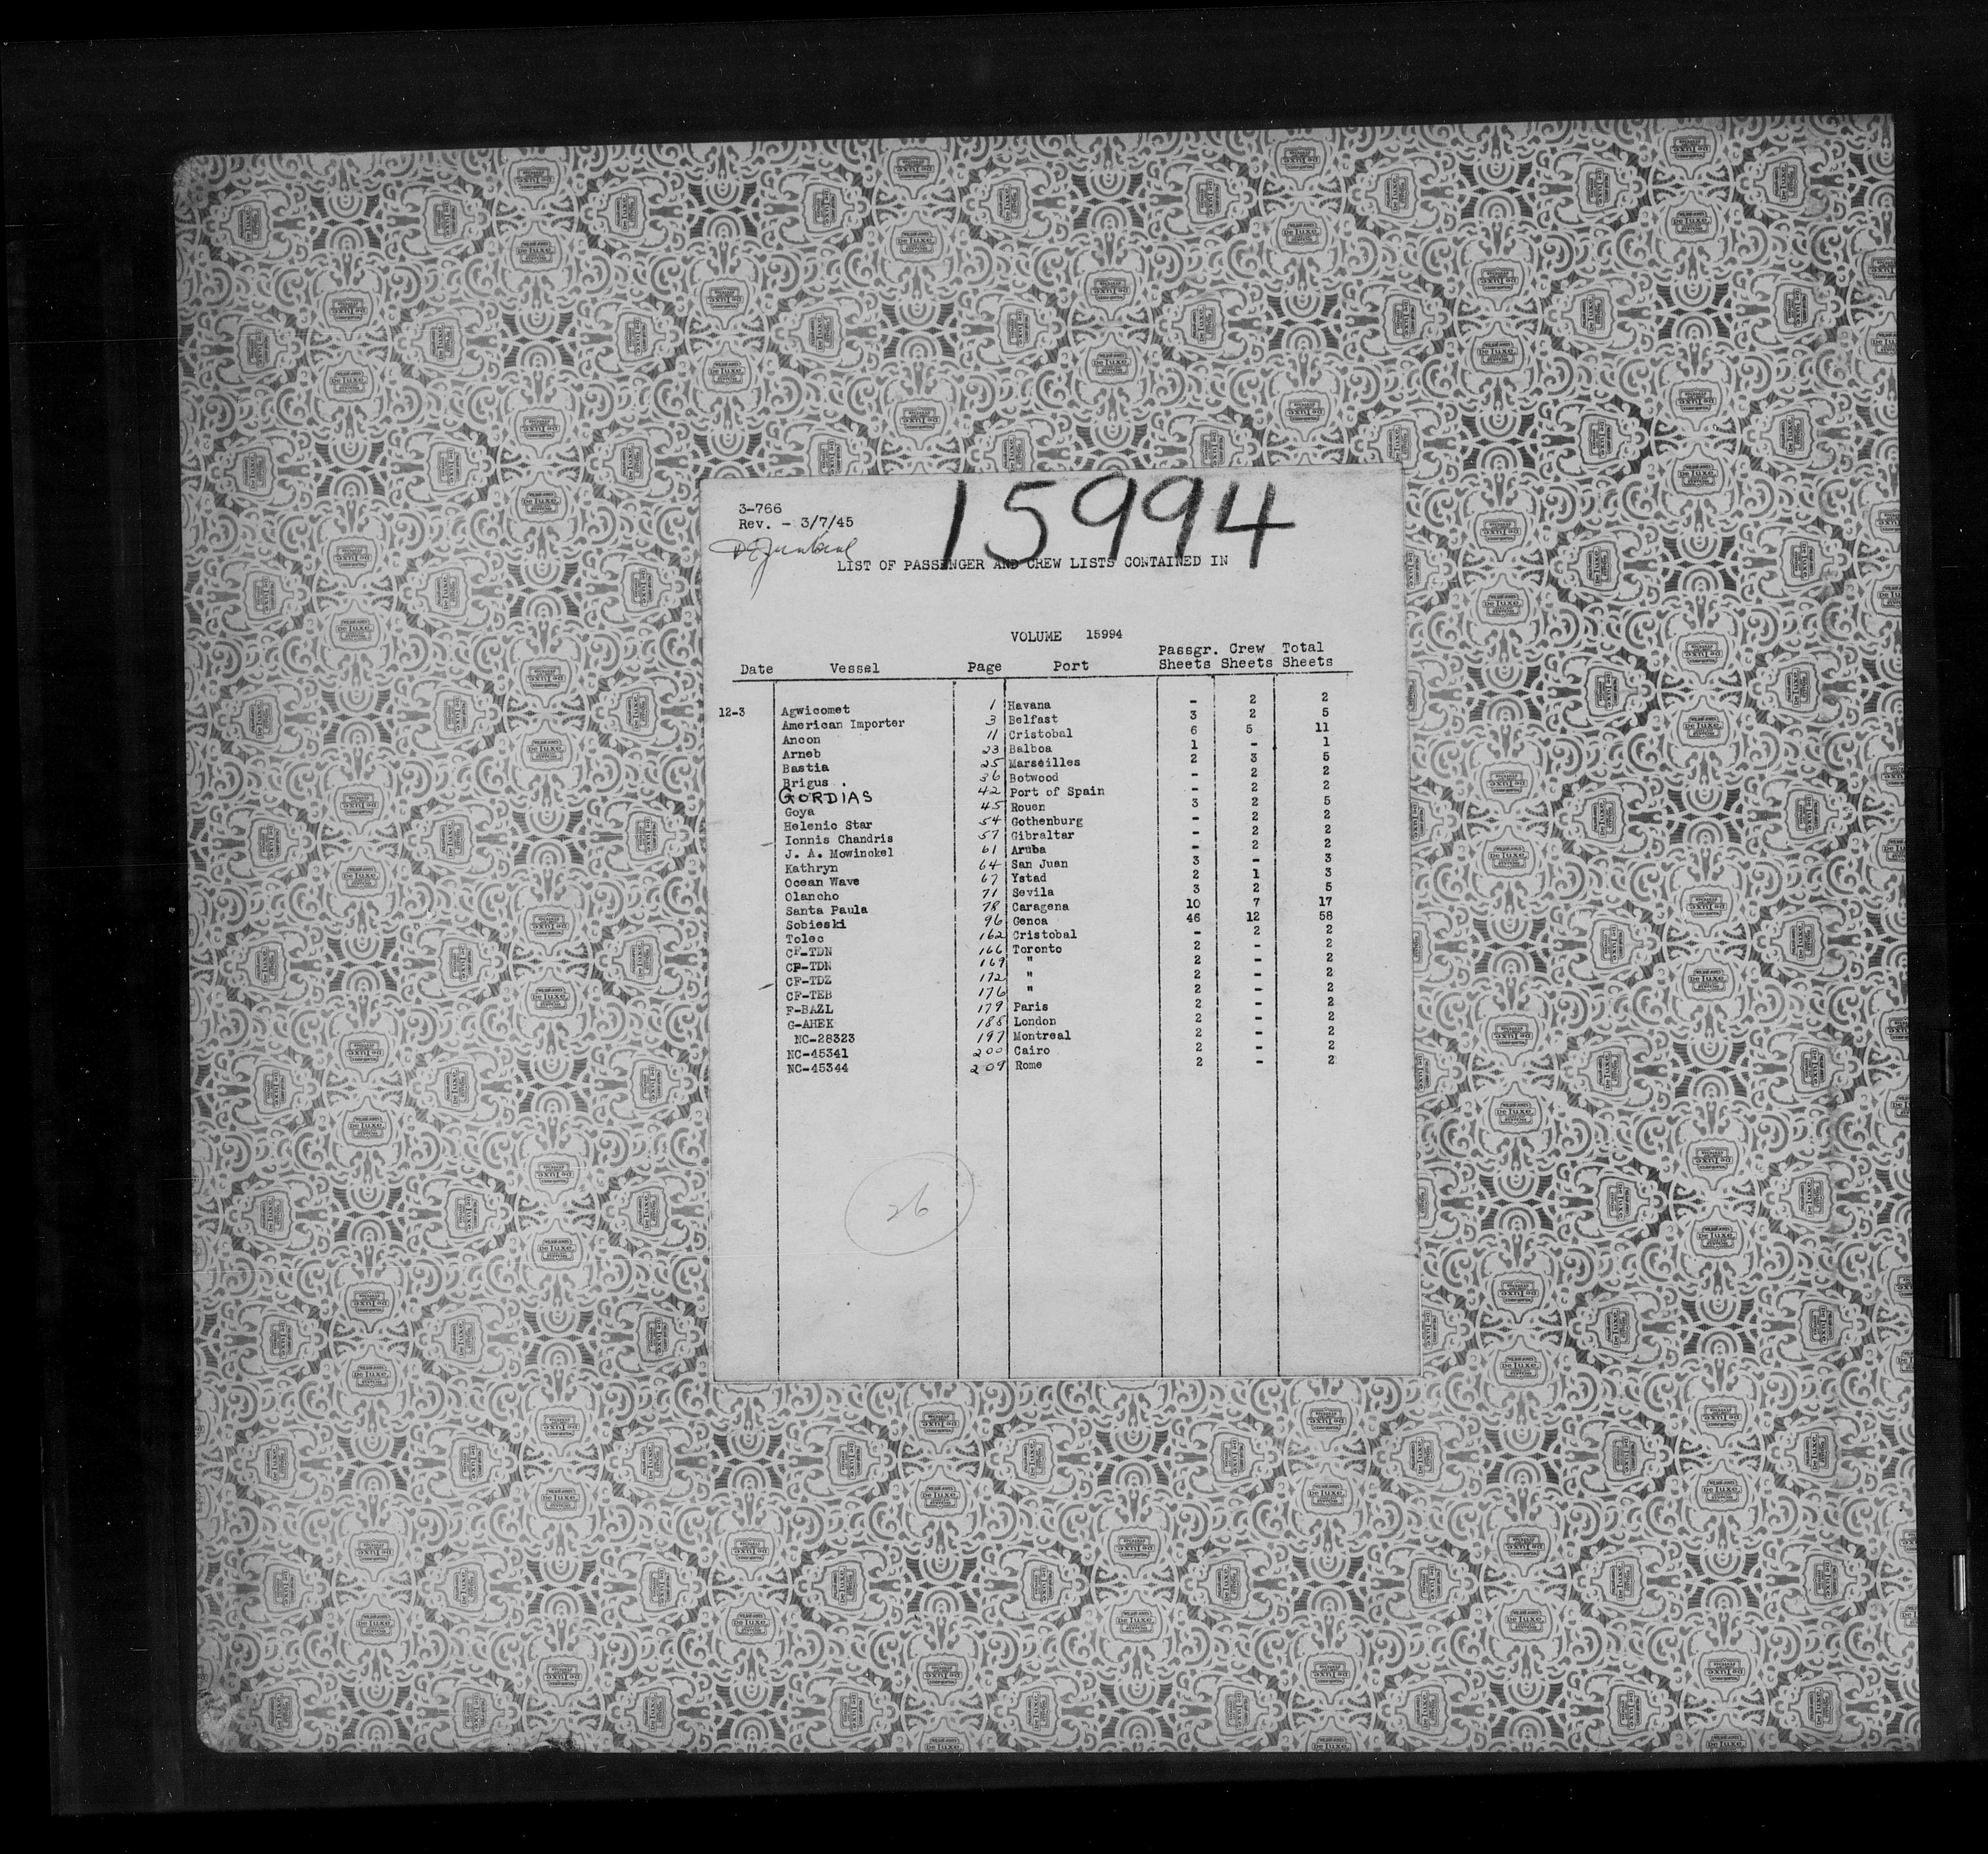 15994
3-766
Rev. - 3/7/45
LIST OF PASSENGER AND CREW LISTS CONTAINED IN
VOLUME 15994
Date Vessel Page Port Passgr. Sheets Crew Sheets Total Sheets
12-3 Agwicomet 1 Havana - 2 2
American Importer 3 Belfast 3 2 5
Ancon 11 Cristobal 6 5 11
Arneb 23 Balboa 1 - 1
Bastia 25 Marseilles 2 3 5
Brigus . 36 Botwood - 2 2
GORDIAS 42 Port of Spain - 2 2
Goya 45 Rouen 3 2 5
Helenic Star 54 Gothenburg - 2 2
Ionnis Chandris 57 Gibraltar - 2 2
J. A. Mowinckel 61 Aruba - 2 2
Kathryn 64 San Juan 3 - 3
Ocean Wave 67 Ystad 2 1 3
Olancho 71 Sevila 3 2 5
Santa Paula 78 Caragena 10 7 17
Sobieski 96 Genoa 46 12 58
Tolec 162 Cristobal - 2 2
CF-TDN 166 Toronto 2 - 2
CF-TDN 169 " 2 - 2
CF-TDZ 172 " 2 - 2
CF-TEB 176 " 2 - 2
F-BAZL 179 Paris 2 - 2
G-AHEK 185 London 2 - 2
NC-28323 197 Montreal 2 - 2
NC-45341 200 Cairo 2 - 2
NC-45344 209 Rome 2 - 2
26
De Luxe